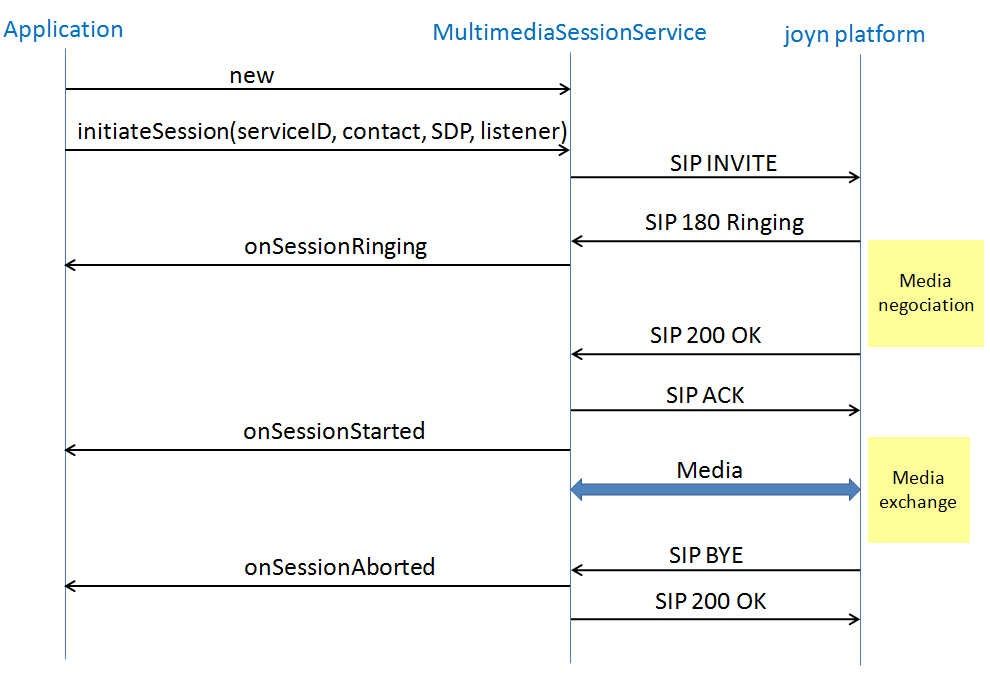 Application
MultimediaSessionService
joyn platform
new
initiateSession(serviceID, contact, SDP, listener)
SIP INVITE
SIP 180 Ringing
onSessionRinging
Media
negociation
SIP 200 OK
SIP ACK
onSessionStarted
Media
Media
exchange
SIP BYE
onSessionAborted
SIP 200 OK